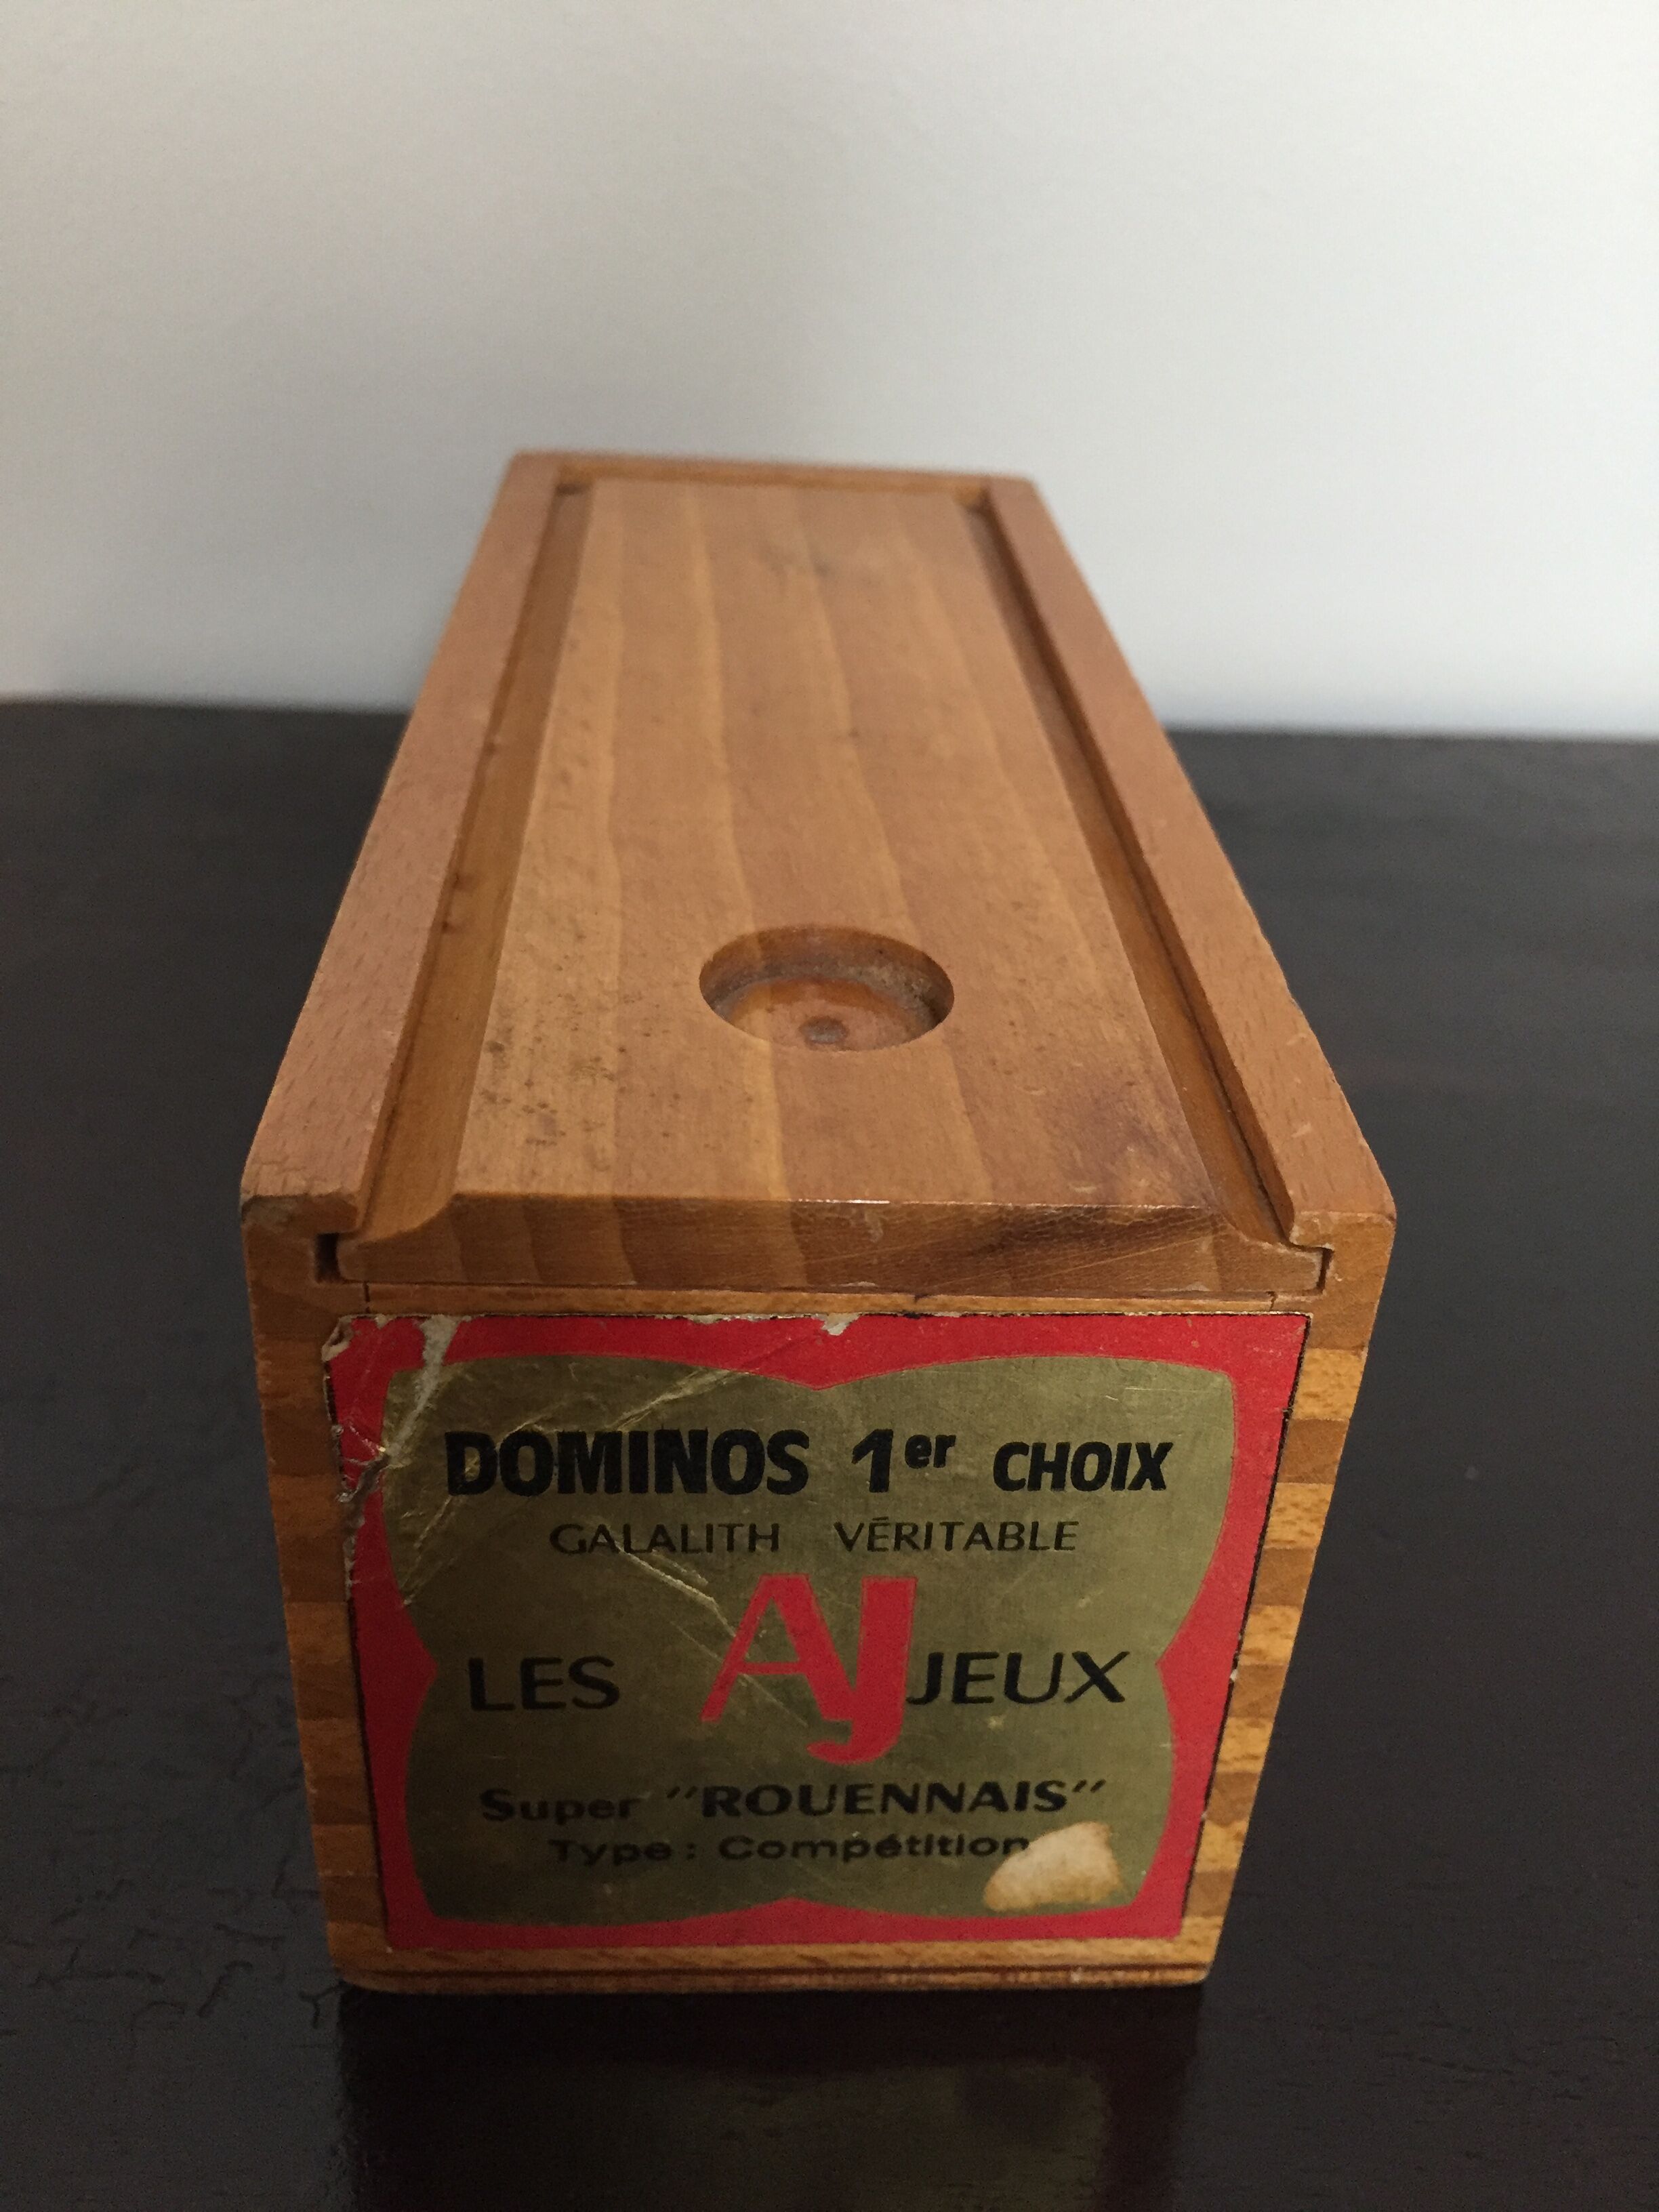 DOMINOS 1er CHOIX
GALALITH VÉRITABLE
LES AJ JEUX
Super "ROUENNAIS"
Type : Compétition